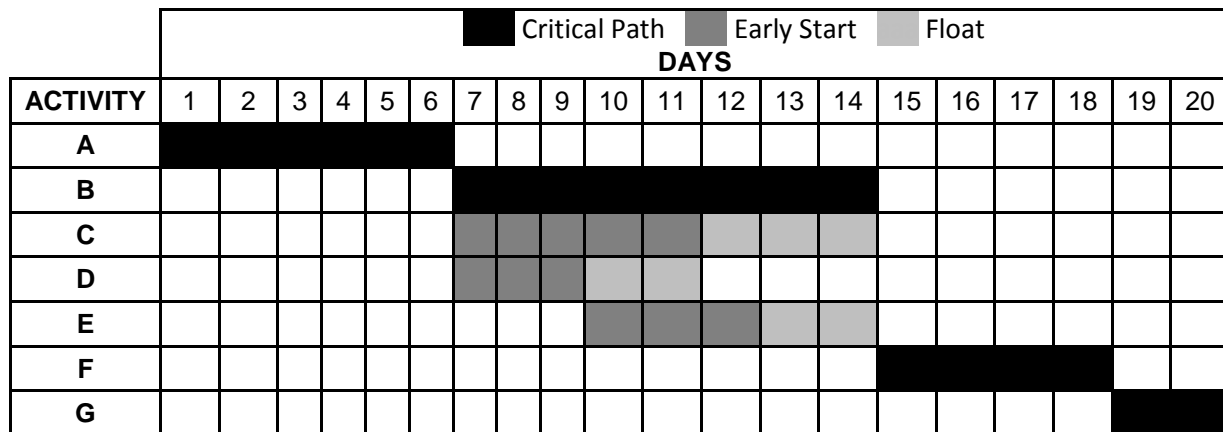 Critical Path Early Start Float
DAYS
ACTIVITY 1 2 3 4 5 6 7 8 9 10 11 12 13 14 15 16 17 18 19 20
A
B
C
D
E
F
G